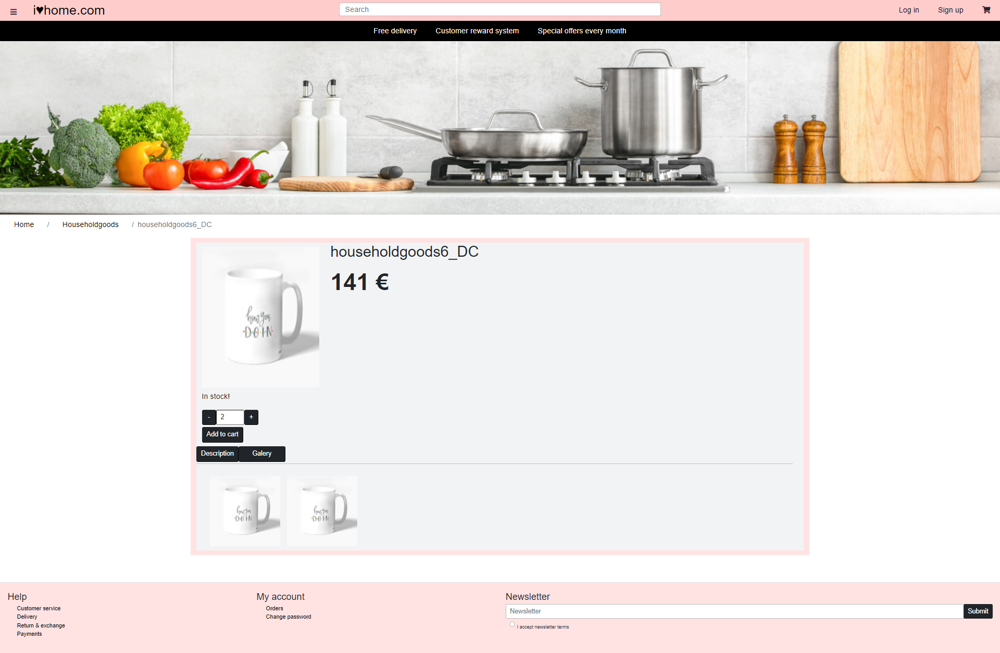 i♥home.com
Search
Log in
Sign up
Free delivery
Customer reward system
Special offers every month
Home / Householdgoods / householdgoods6_DC
householdgoods6_DC
141 €
how you
DOIN
In stock!
- 2 +
Add to cart
Description
Galery
how you
DOIN
how you
DOIN
Help
Customer service
Delivery
Return & exchange
Payments
My account
Orders
Change password
Newsletter
Newsletter
Submit
I accept newsletter terms